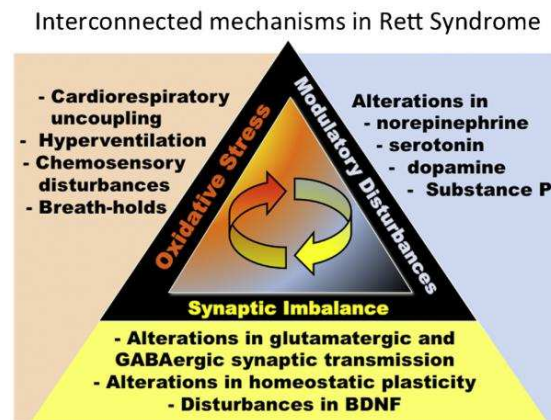 Interconnected mechanisms in Rett Syndrome
- Cardiorespiratory
uncoupling
- Hyperventilation
- Chemosensory
disturbances
- Breath-holds
Oxidative Stress
Modulatory Disturbances
Alterations in
- norepinephrine
- serotonin
- dopamine
- Substance P
Synaptic Imbalance
- Alterations in glutamatergic and
GABAergic synaptic transmission
- Alterations in homeostatic plasticity
- Disturbances in BDNF